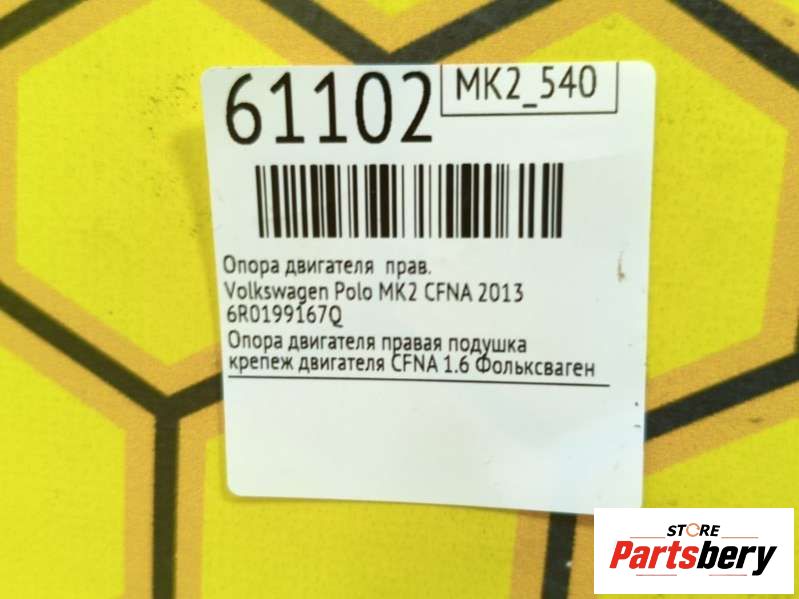 61102
MK2_540
Опора двигателя прав.
Volkswagen Polo MK2 CFNA 2013
6R0199167Q
Опора двигателя правая подушка
крепеж двигателя CFNA 1.6 Фольксваген
STORE
Partsbery